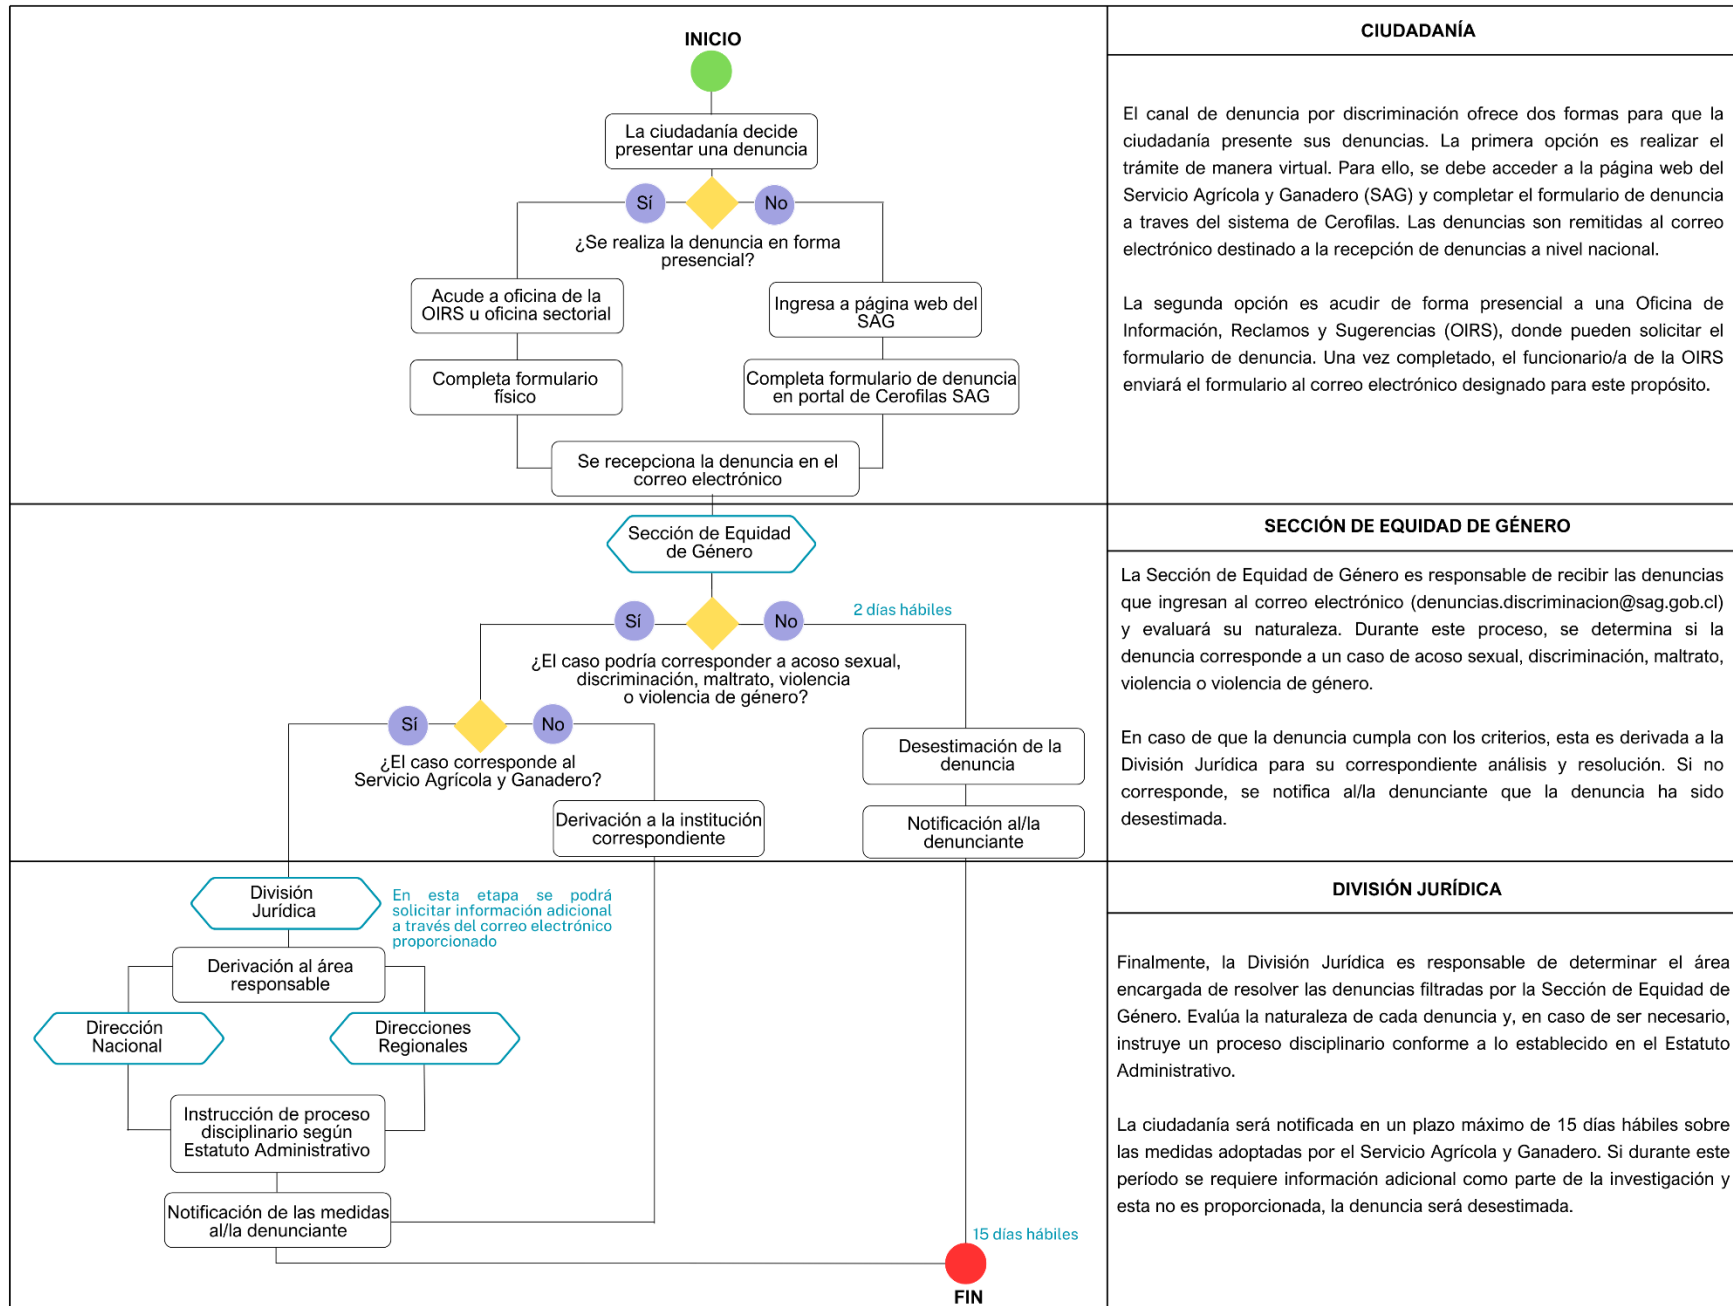 INICIO
La ciudadanía decide
presentar una denuncia
Sí
No
¿Se realiza la denuncia en forma
presencial?
Acude a oficina de la
OIRS u oficina sectorial
Ingresa a página web del
SAG
Completa formulario
físico
Completa formulario de denuncia
en portal de Cerofilas SAG
Se recepciona la denuncia en el
correo electrónico
CIUDADANÍA
El canal de denuncia por discriminación ofrece dos formas para que la
ciudadanía presente sus denuncias. La primera opción es realizar el
trámite de manera virtual. Para ello, se debe acceder a la página web del
Servicio Agrícola y Ganadero (SAG) y completar el formulario de denuncia
a traves del sistema de Cerofilas. Las denuncias son remitidas al correo
electrónico destinado a la recepción de denuncias a nivel nacional.
La segunda opción es acudir de forma presencial a una Oficina de
Información, Reclamos y Sugerencias (OIRS), donde pueden solicitar el
formulario de denuncia. Una vez completado, el funcionario/a de la OIRS
enviará el formulario al correo electrónico designado para este propósito.
Sección de Equidad
de Género
Sí
No
2 días hábiles
¿El caso podría corresponder a acoso sexual,
discriminación, maltrato, violencia
o violencia de género?
Sí
No
¿El caso corresponde al
Servicio Agrícola y Ganadero?
Desestimación de la
denuncia
Derivación a la institución
correspondiente
Notificación al/la
denunciante
SECCIÓN DE EQUIDAD DE GÉNERO
La Sección de Equidad de Género es responsable de recibir las denuncias
que ingresan al correo electrónico (denuncias.discriminacion@sag.gob.cl)
y evaluará su naturaleza. Durante este proceso, se determina si la
denuncia corresponde a un caso de acoso sexual, discriminación, maltrato,
violencia o violencia de género.
En caso de que la denuncia cumpla con los criterios, esta es derivada a la
División Jurídica para su correspondiente análisis y resolución. Si no
corresponde, se notifica al/la denunciante que la denuncia ha sido
desestimada.
División
Jurídica
En esta etapa se podrá
solicitar información adicional
a través del correo electrónico
proporcionado
Derivación al área
responsable
Dirección
Nacional
Direcciones
Regionales
Instrucción de proceso
disciplinario según
Estatuto Administrativo
Notificación de las medidas
al/la denunciante
15 días hábiles
FIN
DIVISIÓN JURÍDICA
Finalmente, la División Jurídica es responsable de determinar el área
encargada de resolver las denuncias filtradas por la Sección de Equidad de
Género. Evalúa la naturaleza de cada denuncia y, en caso de ser necesario,
instruye un proceso disciplinario conforme a lo establecido en el Estatuto
Administrativo.
La ciudadanía será notificada en un plazo máximo de 15 días hábiles sobre
las medidas adoptadas por el Servicio Agrícola y Ganadero. Si durante este
período se requiere información adicional como parte de la investigación y
esta no es proporcionada, la denuncia será desestimada.